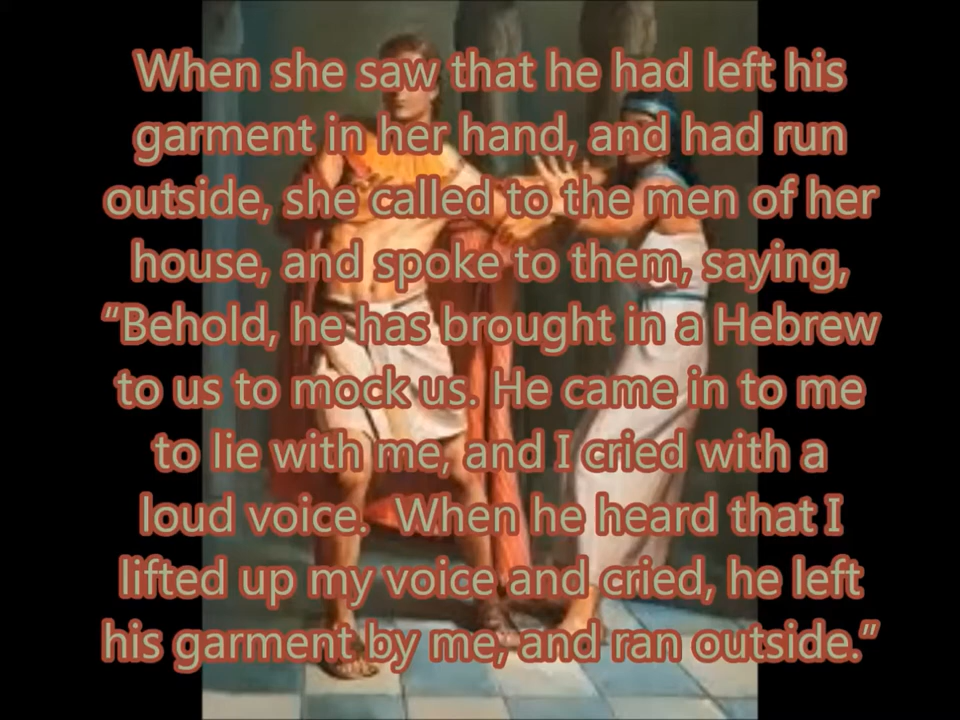 When she saw that he had left his
garment in her hand, and had run
outside, she called to the men of her
house, and spoke to them, saying,
“Behold, he has brought in a Hebrew
to us to mock us. He came in to me
to lie with me, and I cried with a
loud voice.  When he heard that I
lifted up my voice and cried, he left
his garment by me, and ran outside.”